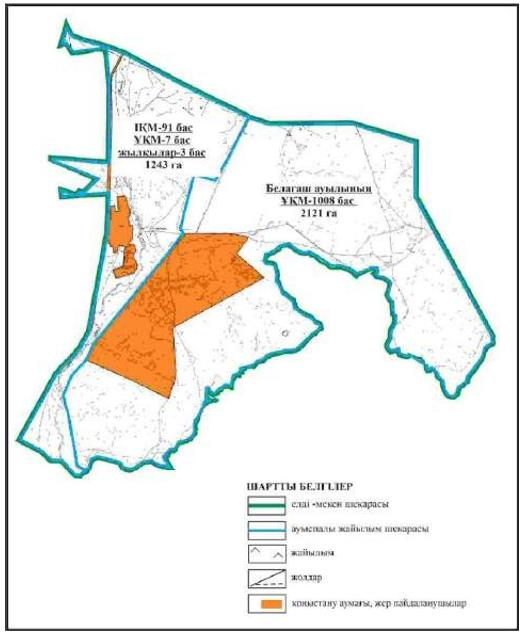 ІҚМ-91 бас
ҰҚМ-7 бас
жылқылар-3 бас
1243 га
Белағаш ауылының
ҰҚМ-1008 бас
2121 га
ШАРТТЫ БЕЛГІЛЕР
елді -мекен шекарасы
ауыспалы жайылым шекарасы
жайылым
жолдар
қоныстану аумағы, жер пайдаланушылар